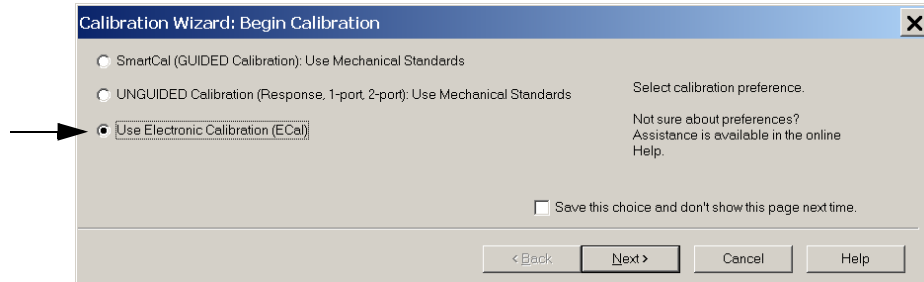 Calibration Wizard: Begin Calibration
SmartCal (GUIDED Calibration): Use Mechanical Standards
UNGUIDED Calibration (Response, 1-port, 2-port): Use Mechanical Standards
Use Electronic Calibration (ECal)
Select calibration preference.
Not sure about preferences?
Assistance is available in the online
Help.
Save this choice and don't show this page next time.
< Back
Next >
Cancel
Help